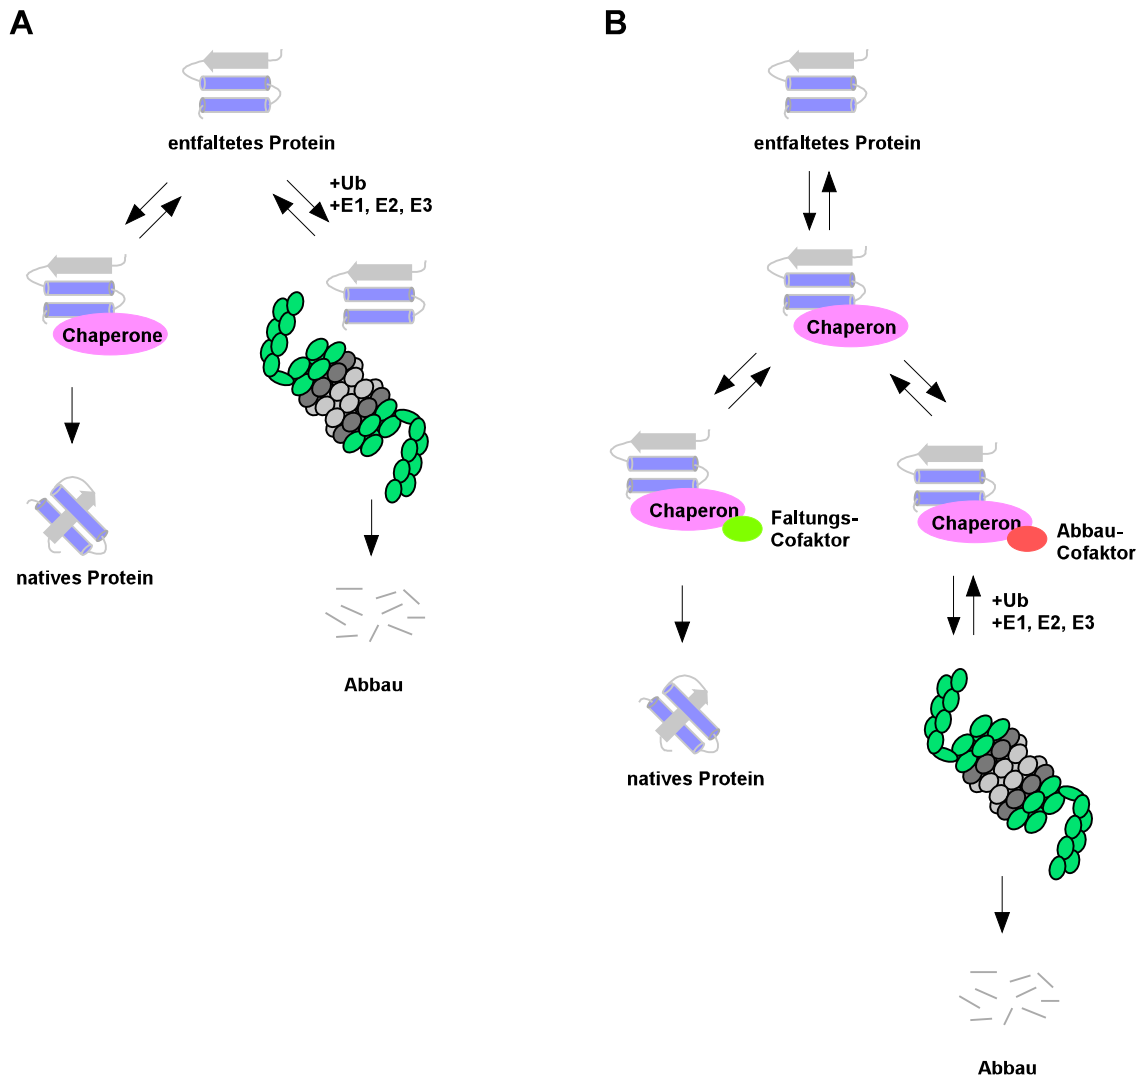 A
entfaltetes Protein
+Ub
+E1, E2, E3
Chaperone
natives Protein
Abbau
B
entfaltetes Protein
Chaperon
Chaperon
Faltungs-
Cofaktor
Chaperon
Abbau-
Cofaktor
+Ub
+E1, E2, E3
natives Protein
Abbau